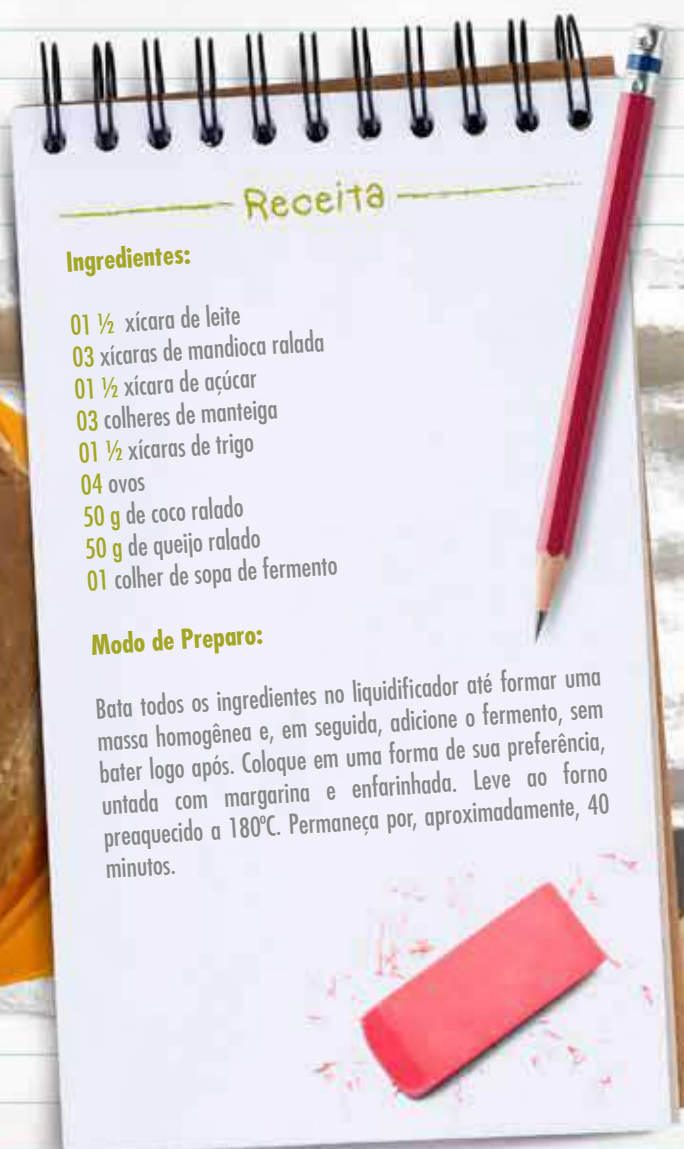 Receita
Ingredientes:
01 ½ xícara de leite
03 xícaras de mandioca ralada
01 ½ xícara de açúcar
03 colheres de manteiga
01 ½ xícaras de trigo
04 ovos
50 g de coco ralado
50 g de queijo ralado
01 colher de sopa de fermento
Modo de Preparo:
Bata todos os ingredientes no liquidificador até formar uma
massa homogênea e, em seguida, adicione o fermento, sem
bater logo após. Coloque em uma forma de sua preferência,
untada com margarina e enfarinhada. Leve ao forno
preaquecido a 180ºC. Permaneça por, aproximadamente, 40
minutos.